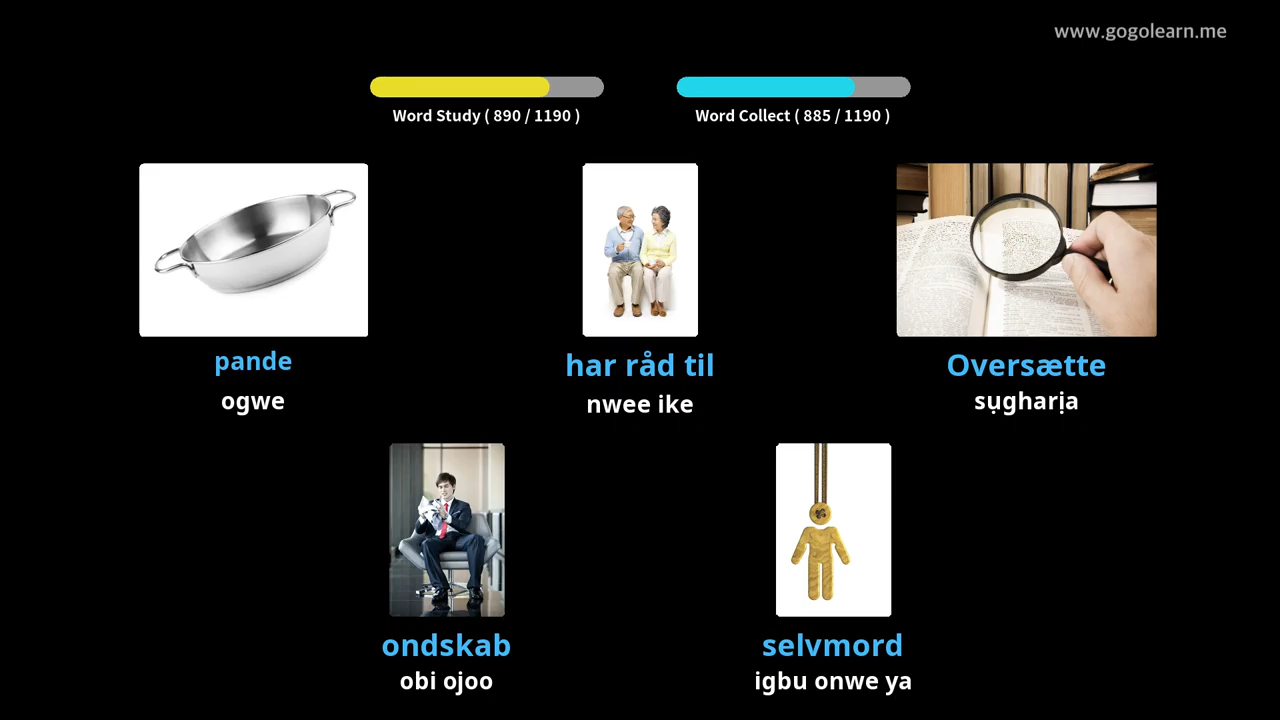 www.gogolearn.me
Word Study ( 890 / 1190 )
Word Collect ( 885 / 1190 )
pande
ogwe
har råd til
nwee ike
Oversætte
sụgharịa
ondskab
obi ojoo
selvmord
igbu onwe ya